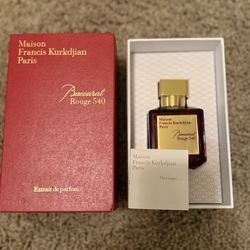 Maison
Francis Kurkdjian
Paris
Baccarat
Rouge 540
Extrait de parfum
Maison
Francis Kurkdjian
Paris
Baccarat
Rouge 540
Maison
Francis Kurkdjian
Paris